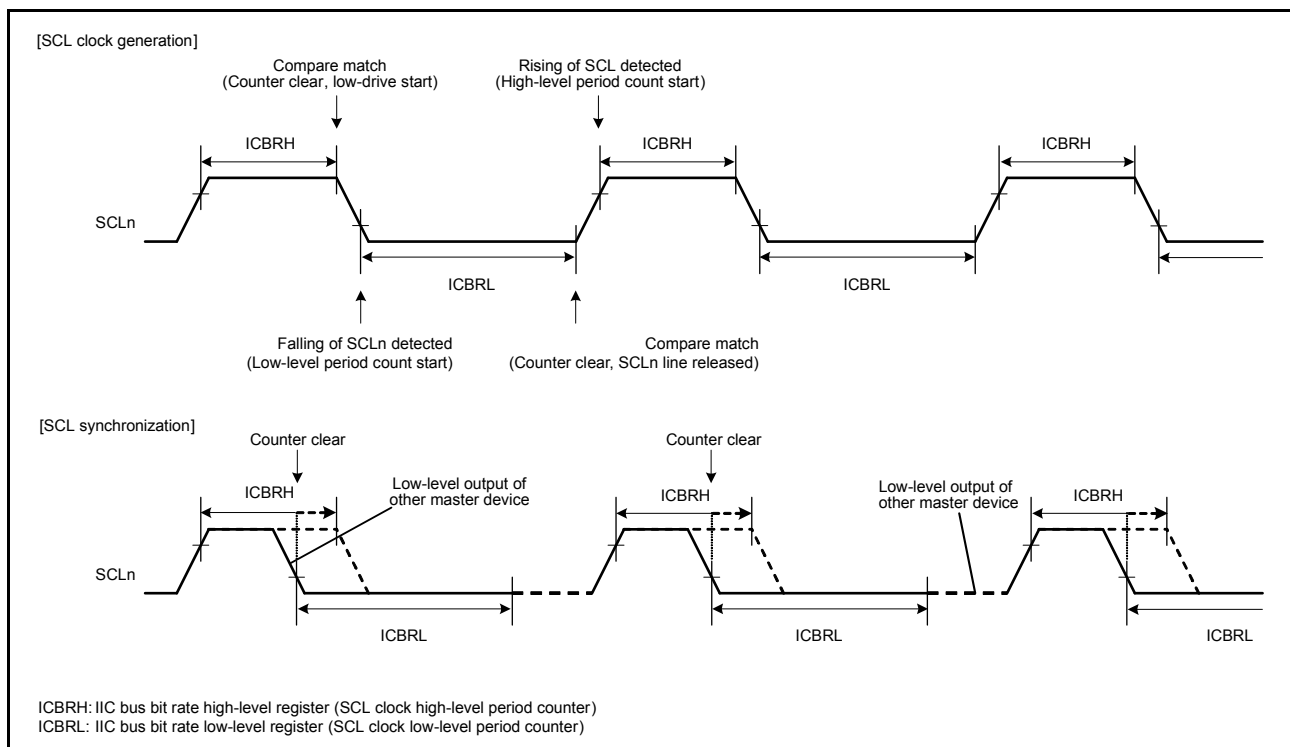 [SCL clock generation]
Compare match
(Counter clear, low-drive start)
Rising of SCL detected
(High-level period count start)
ICBRH
ICBRH
ICBRH
SCLn
ICBRL
ICBRL
Falling of SCLn detected
(Low-level period count start)
Compare match
(Counter clear, SCLn line released)
[SCL synchronization]
Counter clear
Counter clear
ICBRH
Low-level output of
other master device
ICBRH
Low-level output of
other master device
ICBRH
SCLn
ICBRL
ICBRL
ICBRL
ICBRH: IIC bus bit rate high-level register (SCL clock high-level period counter)
ICBRL: IIC bus bit rate low-level register (SCL clock low-level period counter)